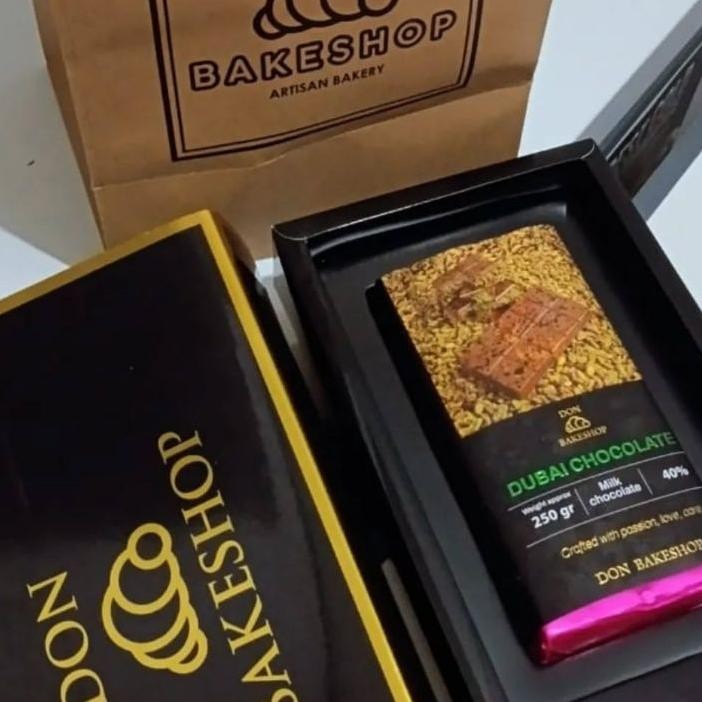 BAKESHOP
ARTISAN BAKERY
DON
BAKESHOP
DUBAI CHOCOLATE
Weight approx
250 gr
Milk
chocolate
40%
Crafted with passion, love, care
DON BAKESHOP
DON
BAKESHOP